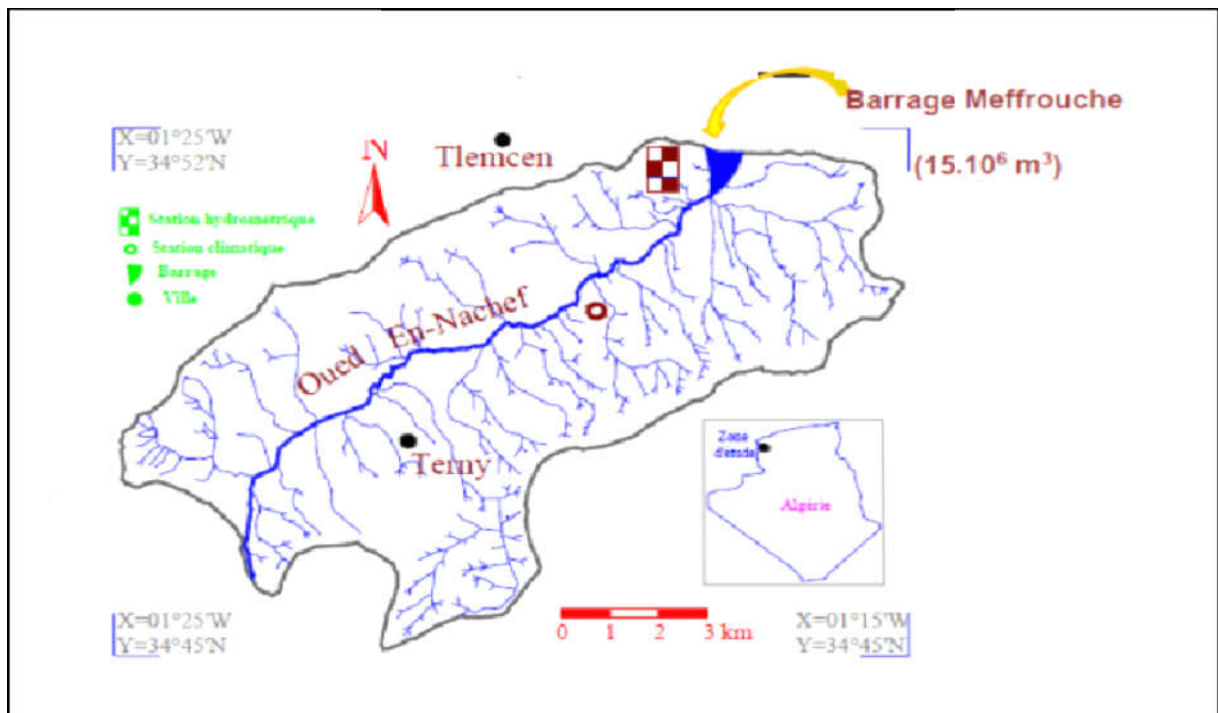 Barrage Meffrouche
(15.10⁶ m³)
X=01°25'W
Y=34°52'N
N
Tlemcen
Station hydrométrique
Station climatique
Barrage
Ville
Oued En-Nachef
Terny
Zone
d'étude
Algérie
X=01°25'W
Y=34°45'N
0 1 2 3 km
X=01°15'W
Y=34°45'N